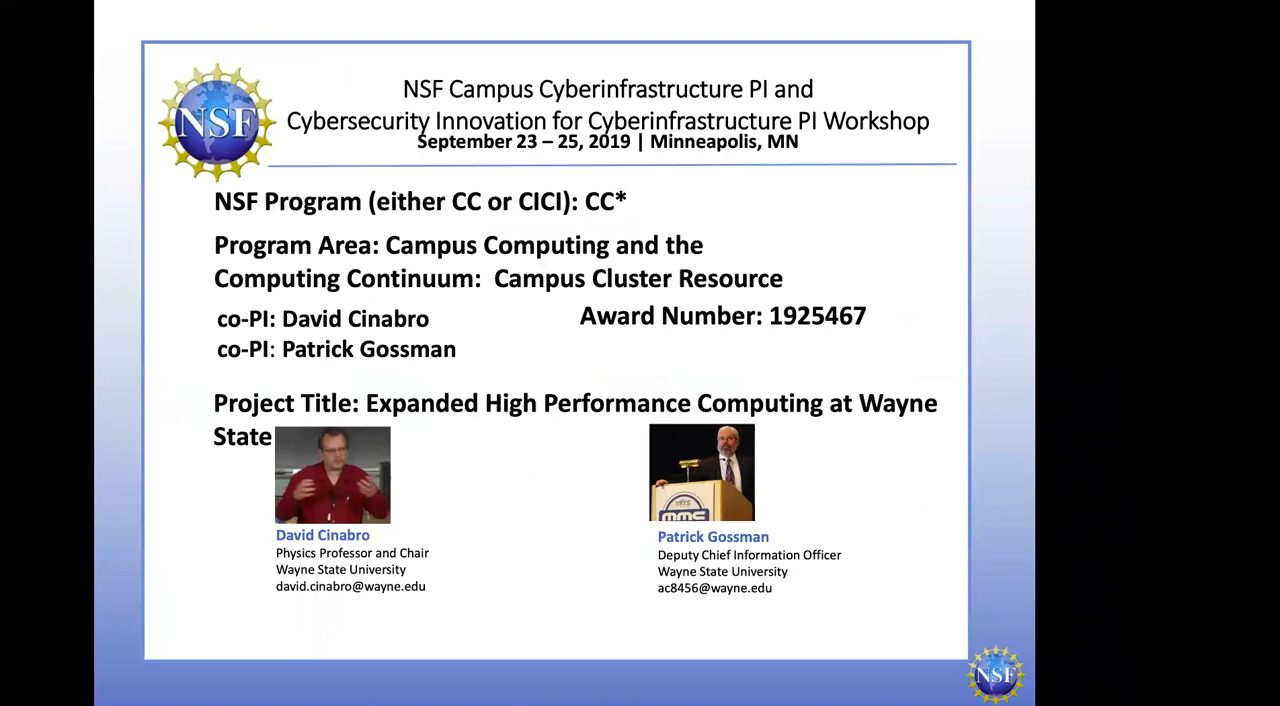 NSF
NSF Campus Cyberinfrastructure PI and
Cybersecurity Innovation for Cyberinfrastructure PI Workshop
September 23 – 25, 2019 | Minneapolis, MN
NSF Program (either CC or CICI): CC*
Program Area: Campus Computing and the
Computing Continuum: Campus Cluster Resource
co-PI: David Cinabro
Award Number: 1925467
co-PI: Patrick Gossman
Project Title: Expanded High Performance Computing at Wayne
State
merit
mmc
David Cinabro
Physics Professor and Chair
Wayne State University
david.cinabro@wayne.edu
Patrick Gossman
Deputy Chief Information Officer
Wayne State University
ac8456@wayne.edu
NSF